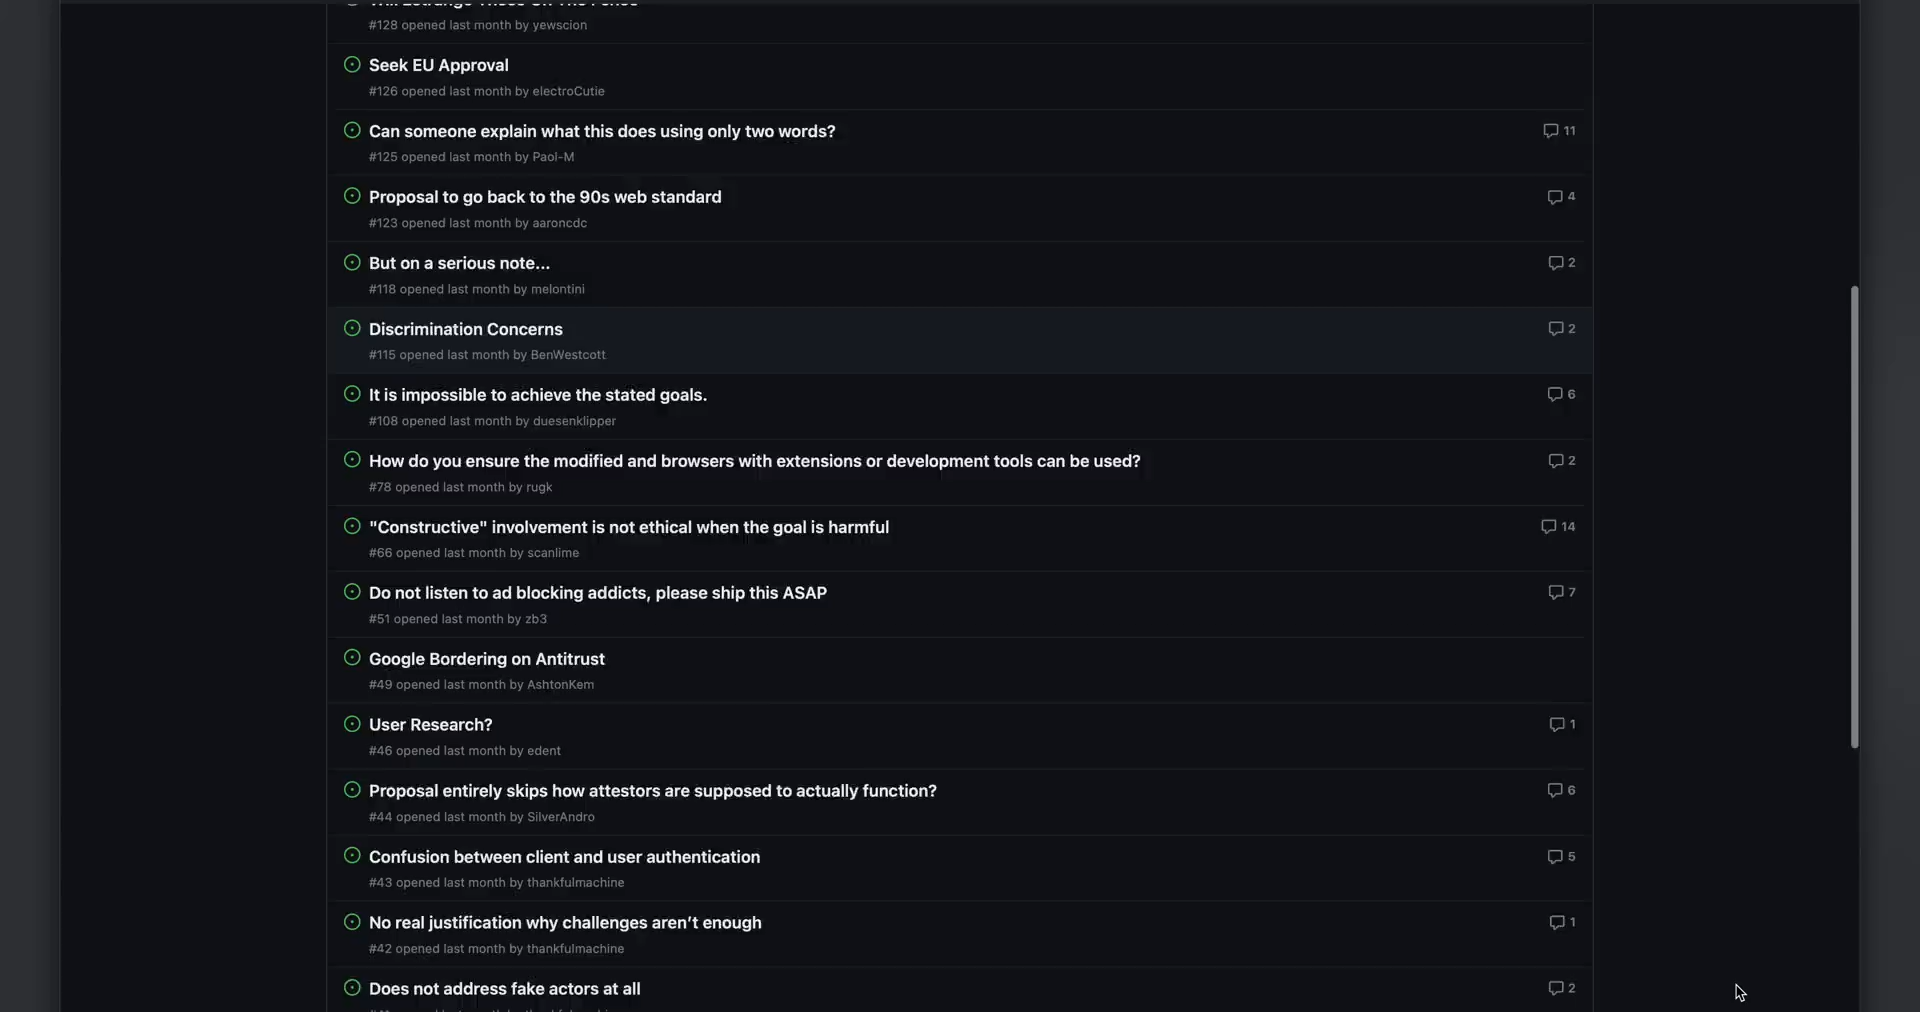 Will Estrange Those On The Fence
#128 opened last month by yewscion
Seek EU Approval
#126 opened last month by electroCutie
Can someone explain what this does using only two words?
11
#125 opened last month by Paol-M
Proposal to go back to the 90s web standard
4
#123 opened last month by aaroncdc
But on a serious note...
2
#118 opened last month by melontini
Discrimination Concerns
2
#115 opened last month by BenWestcott
It is impossible to achieve the stated goals.
6
#108 opened last month by duesenklipper
How do you ensure the modified and browsers with extensions or development tools can be used?
2
#78 opened last month by rugk
"Constructive" involvement is not ethical when the goal is harmful
14
#66 opened last month by scanlime
Do not listen to ad blocking addicts, please ship this ASAP
7
#51 opened last month by zb3
Google Bordering on Antitrust
#49 opened last month by AshtonKem
User Research?
1
#46 opened last month by edent
Proposal entirely skips how attestors are supposed to actually function?
6
#44 opened last month by SilverAndro
Confusion between client and user authentication
5
#43 opened last month by thankfulmachine
No real justification why challenges aren’t enough
1
#42 opened last month by thankfulmachine
Does not address fake actors at all
2